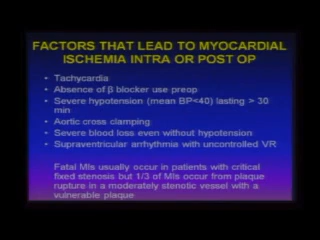 FACTORS THAT LEAD TO MYOCARDIAL
ISCHEMIA INTRA OR POST OP
• Tachycardia
• Absence of β blocker use preop
• Severe hypotension (mean BP<40) lasting > 30
min
• Aortic cross clamping
• Severe blood loss even without hypotension
• Supraventricular arrhythmia with uncontrolled VR
Fatal MIs usually occur in patients with critical
fixed stenosis but 1/3 of MIs occur from plaque
rupture in a moderately stenotic vessel with a
vulnerable plaque